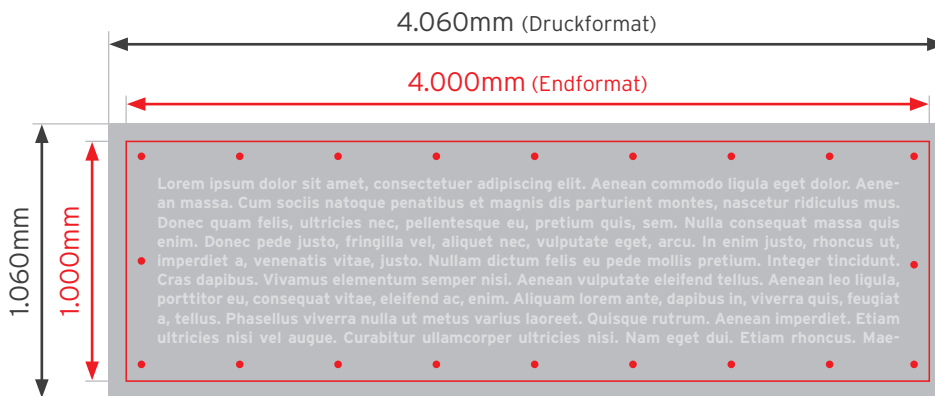 4.060mm (Druckformat)
4.000mm (Endformat)
1.060mm
1.000mm
Lorem ipsum dolor sit amet, consectetuer adipiscing elit. Aenean commodo ligula eget dolor. Aene-
an massa. Cum sociis natoque penatibus et magnis dis parturient montes, nascetur ridiculus mus.
Donec quam felis, ultricies nec, pellentesque eu, pretium quis, sem. Nulla consequat massa quis
enim. Donec pede justo, fringilla vel, aliquet nec, vulputate eget, arcu. In enim justo, rhoncus ut,
imperdiet a, venenatis vitae, justo. Nullam dictum felis eu pede mollis pretium. Integer tincidunt.
Cras dapibus. Vivamus elementum semper nisi. Aenean vulputate eleifend tellus. Aenean leo ligula,
porttitor eu, consequat vitae, eleifend ac, enim. Aliquam lorem ante, dapibus in, viverra quis, feugiat
a, tellus. Phasellus viverra nulla ut metus varius laoreet. Quisque rutrum. Aenean imperdiet. Etiam
ultricies nisi vel augue. Curabitur ullamcorper ultricies nisi. Nam eget dui. Etiam rhoncus. Mae-